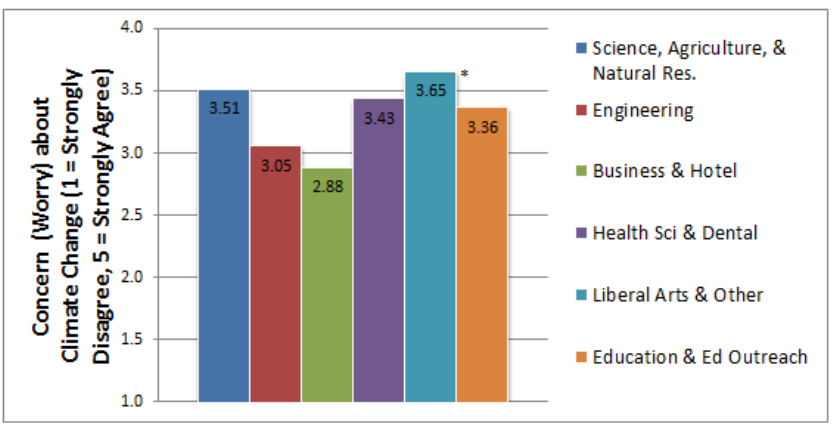 Concern (Worry) about
Climate Change (1 = Strongly
Disagree, 5 = Strongly Agree)
4.0
3.5
3.0
2.5
2.0
1.5
1.0
3.51
3.05
2.88
3.43
3.65
*
3.36
Science, Agriculture, &
Natural Res.
Engineering
Business & Hotel
Health Sci & Dental
Liberal Arts & Other
Education & Ed Outreach